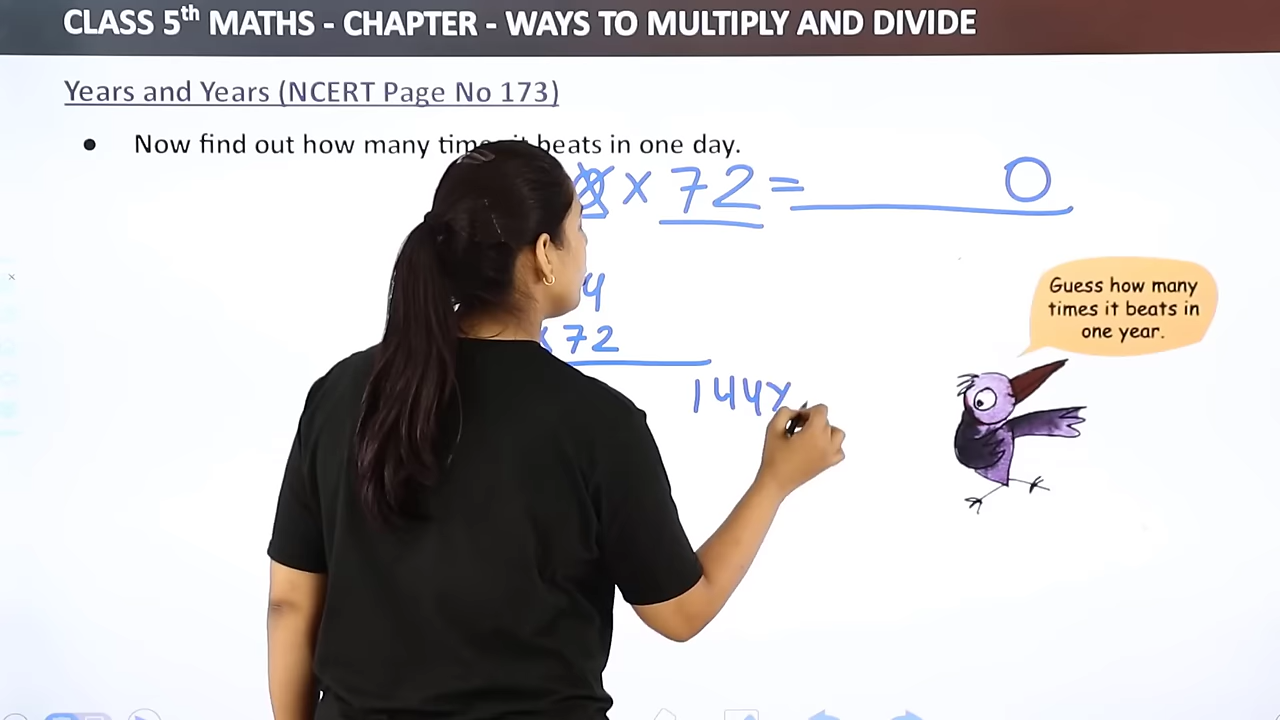 CLASS 5th MATHS - CHAPTER - WAYS TO MULTIPLY AND DIVIDE
Years and Years (NCERT Page No 173)
● Now find out how many times it beats in one day.
x 72 = 0
4
x 72
144x
Guess how many
times it beats in
one year.